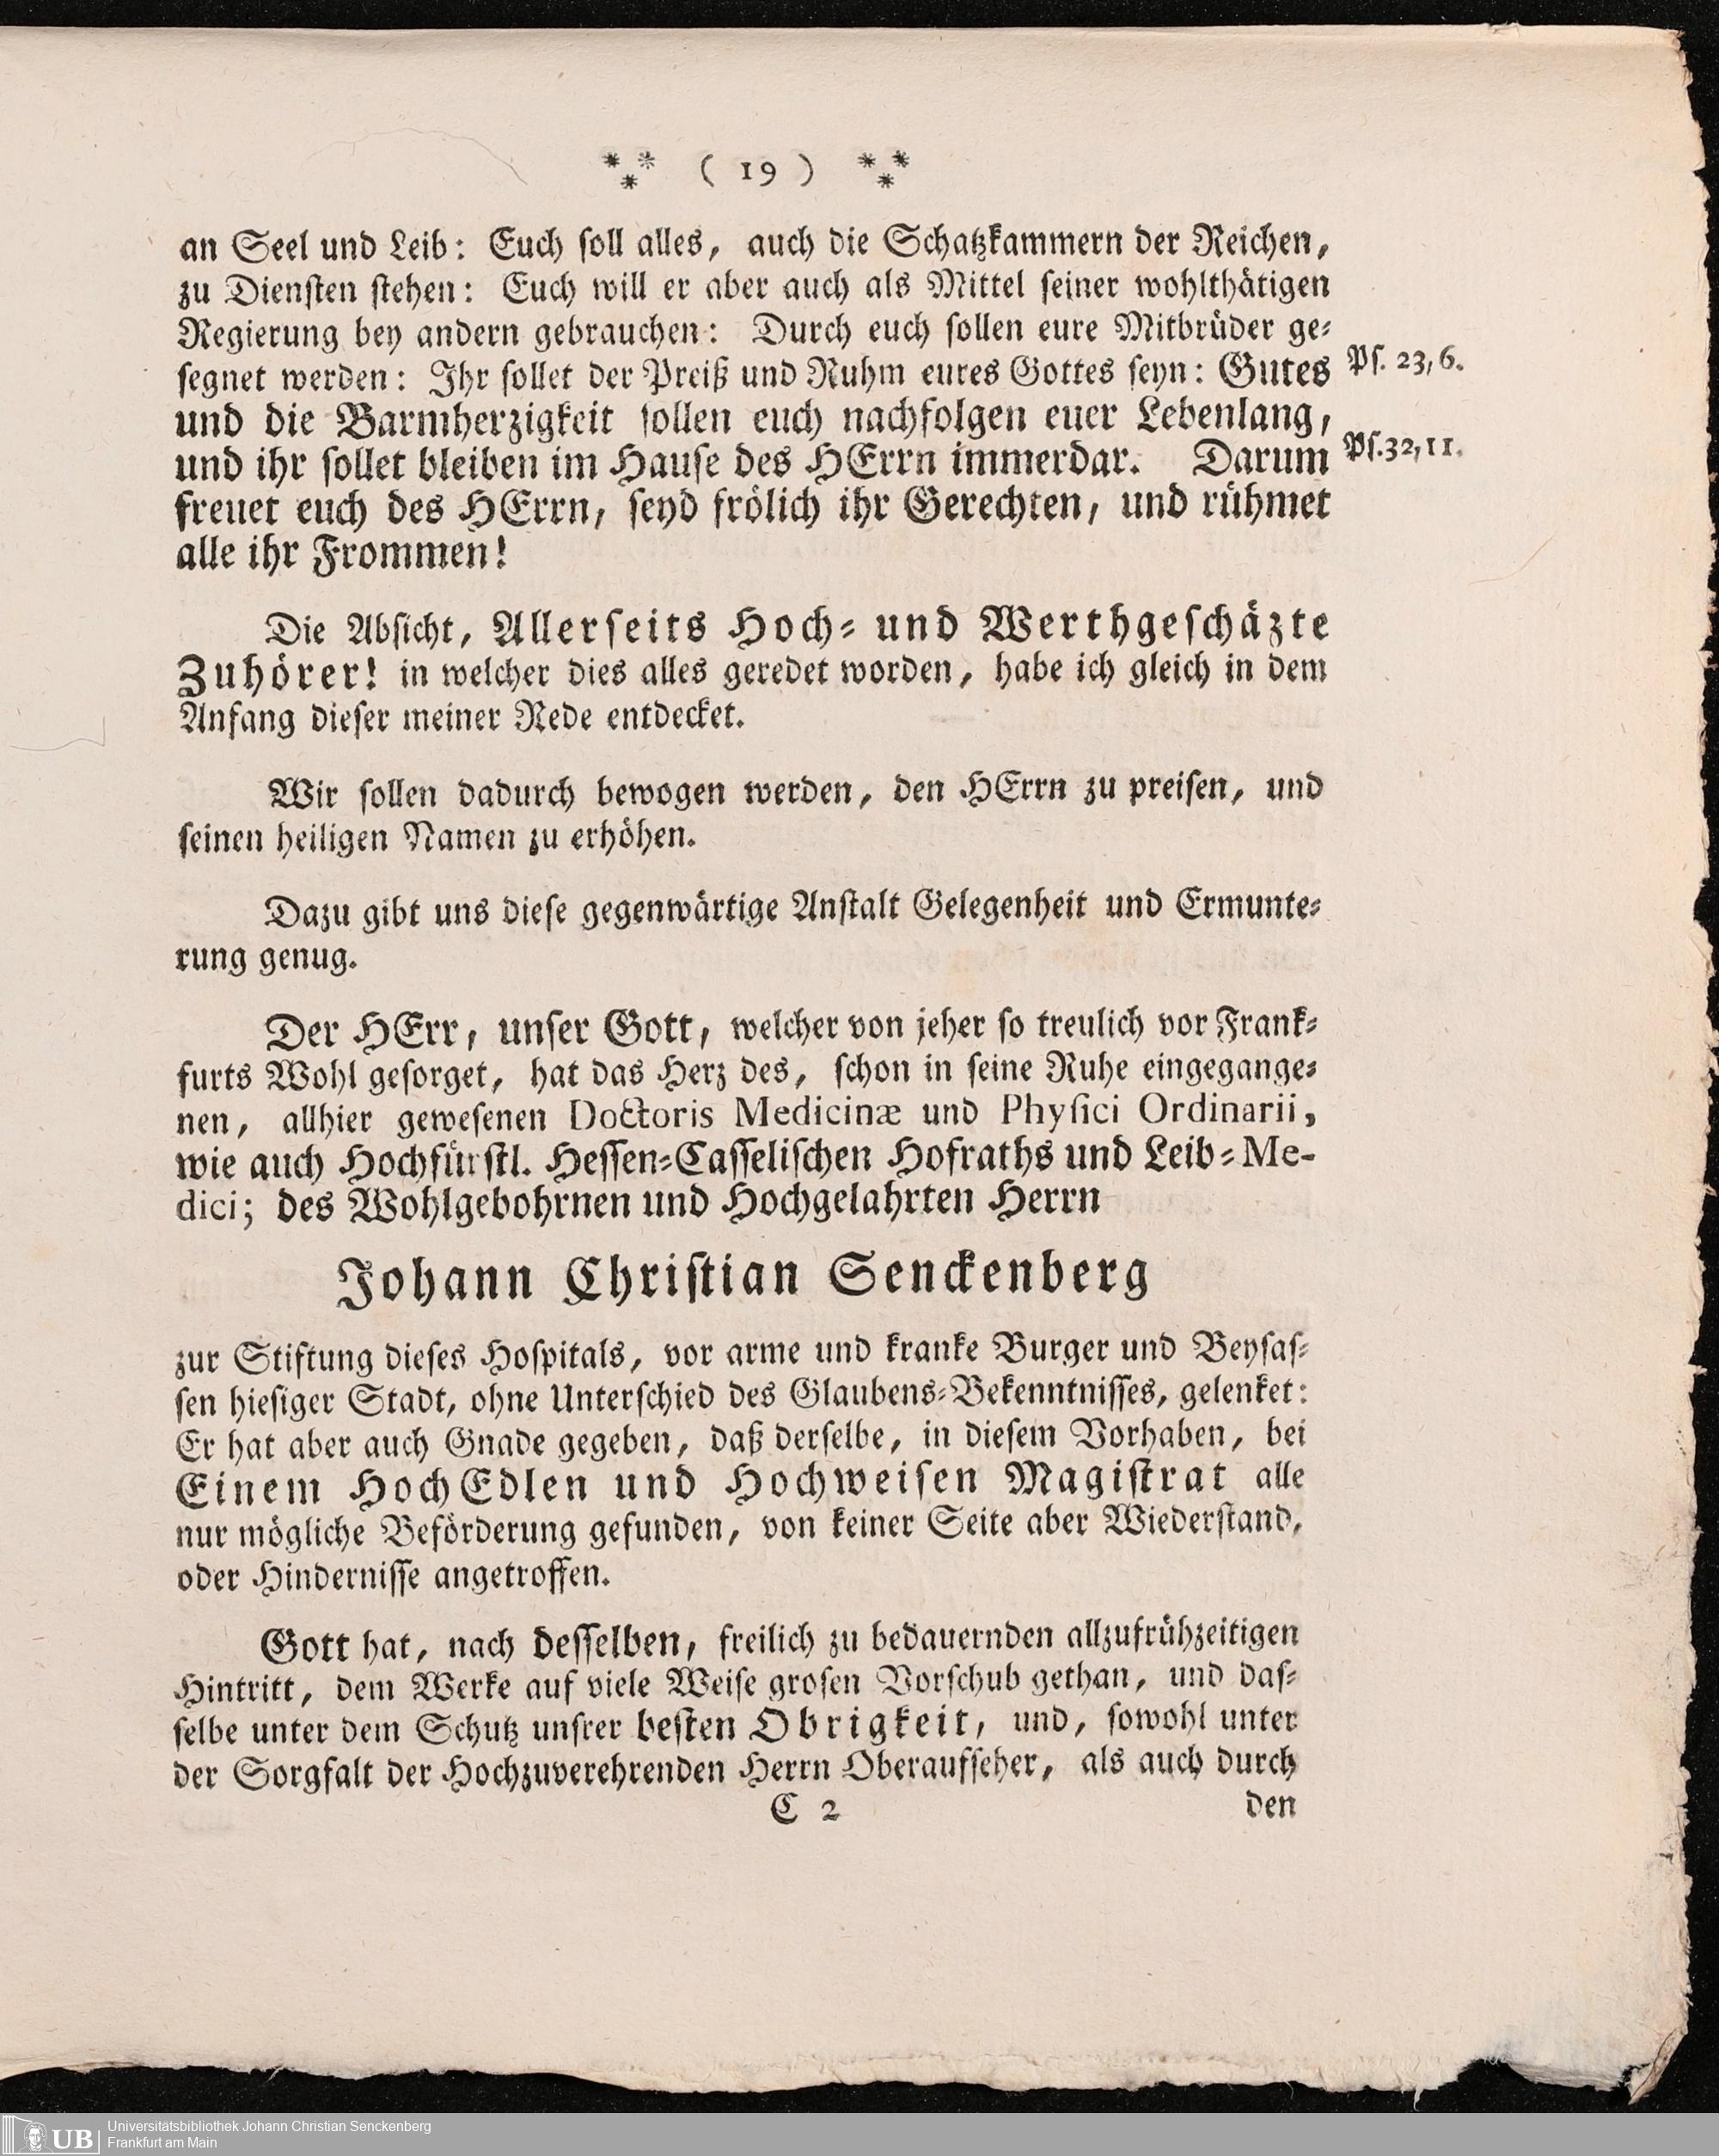 ** * ( 19 ) ** *
an Seel und Leib: Euch soll alles, auch die Schatzkammern der Reichen,
zu Diensten stehen: Euch will er aber auch als Mittel seiner wohlthätigen
Regierung bey andern gebrauchen: Durch euch sollen eure Mitbrüder ge-
segnet werden: Ihr sollet der Preiß und Ruhm eures Gottes seyn: Gutes
Ps. 23, 6.
und die Barmherzigkeit sollen euch nachfolgen euer Lebenlang,
und ihr sollet bleiben im Hause des HErrn immerdar. Darum
Ps. 32, 11.
freuet euch des HErrn, seyd frölich ihr Gerechten, und rühmet
alle ihr Frommen!
Die Absicht, Allerseits Hoch- und Werthgeschäzte
Zuhörer! in welcher dies alles geredet worden, habe ich gleich in dem
Anfang dieser meiner Rede entdecket.
Wir sollen dadurch bewogen werden, den HErrn zu preisen, und
seinen heiligen Namen zu erhöhen.
Dazu gibt uns diese gegenwärtige Anstalt Gelegenheit und Ermunte-
rung genug.
Der HErr, unser Gott, welcher von jeher so treulich vor Frank-
furts Wohl gesorget, hat das Herz des, schon in seine Ruhe eingegange-
nen, allhier gewesenen Doctoris Medicinæ und Physici Ordinarii,
wie auch Hochfürstl. Hessen-Casselischen Hofraths und Leib-Me-
dici; des Wohlgebohrnen und Hochgelahrten Herrn
Johann Christian Senckenberg
zur Stiftung dieses Hospitals, vor arme und kranke Burger und Beysas-
sen hiesiger Stadt, ohne Unterschied des Glaubens-Bekenntnisses, gelenket:
Er hat aber auch Gnade gegeben, daß derselbe, in diesem Vorhaben, bei
Einem HochEdlen und Hochweisen Magistrat alle
nur mögliche Beförderung gefunden, von keiner Seite aber Wiederstand,
oder Hindernisse angetroffen.
Gott hat, nach desselben, freilich zu bedauernden allzufrühzeitigen
Hintritt, dem Werke auf viele Weise grosen Vorschub gethan, und das-
selbe unter dem Schutz unsrer besten Obrigkeit, und, sowohl unter
der Sorgfalt der Hochzuverehrenden Herrn Oberaufseher, als auch durch
C 2 den
UB Universitätsbibliothek Johann Christian Senckenberg
Frankfurt am Main